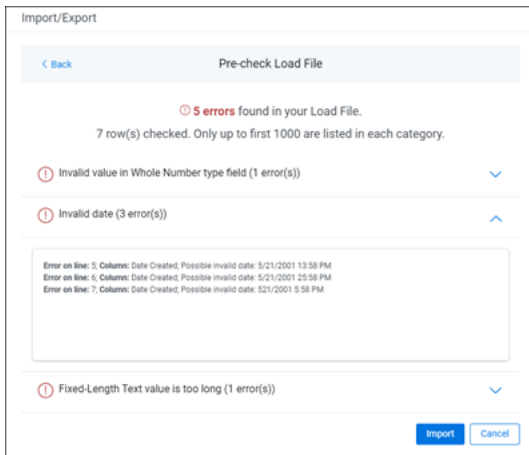 Import/Export
< Back
Pre-check Load File
5 errors found in your Load File.
7 row(s) checked. Only up to first 1000 are listed in each category.
Invalid value in Whole Number type field (1 error(s))
Invalid date (3 error(s))
Error on line: 5; Column: Date Created; Possible invalid date: 5/21/2001 13:58 PM
Error on line: 6; Column: Date Created; Possible invalid date: 5/21/2001 25:58 PM
Error on line: 7; Column: Date Created; Possible invalid date: 521/2001 5:58 PM
Fixed-Length Text value is too long (1 error(s))
Import
Cancel